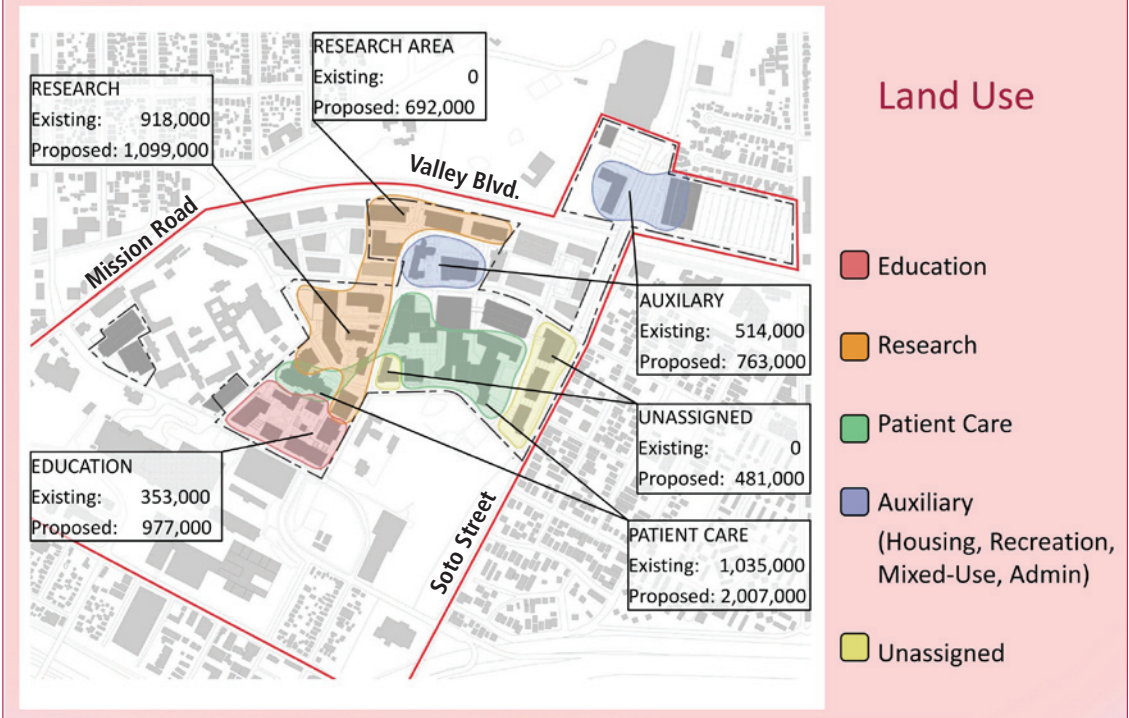 RESEARCH AREA
Existing: 0
Proposed: 692,000
RESEARCH
Existing: 918,000
Proposed: 1,099,000
Valley Blvd.
Mission Road
AUXILARY
Existing: 514,000
Proposed: 763,000
UNASSIGNED
Existing: 0
Proposed: 481,000
EDUCATION
Existing: 353,000
Proposed: 977,000
PATIENT CARE
Existing: 1,035,000
Proposed: 2,007,000
Soto Street
Land Use
Education
Research
Patient Care
Auxiliary
(Housing, Recreation,
Mixed-Use, Admin)
Unassigned